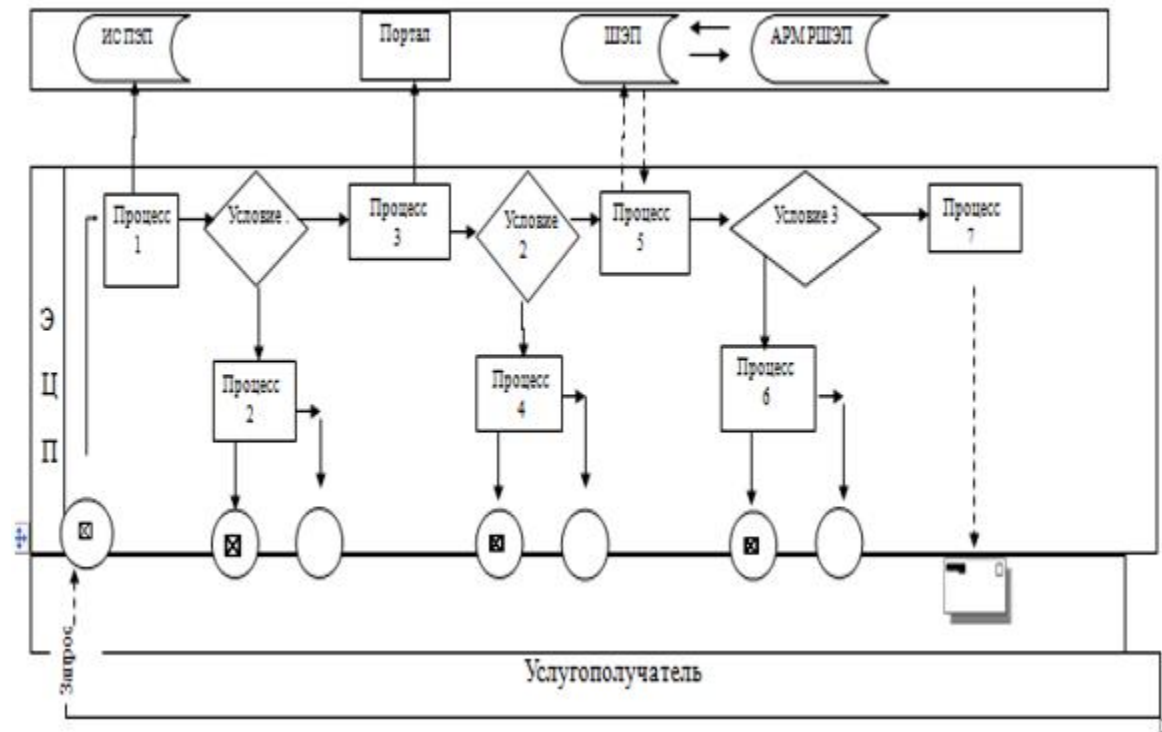 ИС ПЭП
Портал
ШЭП
АРМ РШЭП
Процесс
1
Условие .
Процесс
3
Условие
2
Процесс
5
Условие 3
Процесс
7
Э
Ц
П
Процесс
2
Процесс
4
Процесс
6
Запрос
Услугополучатель